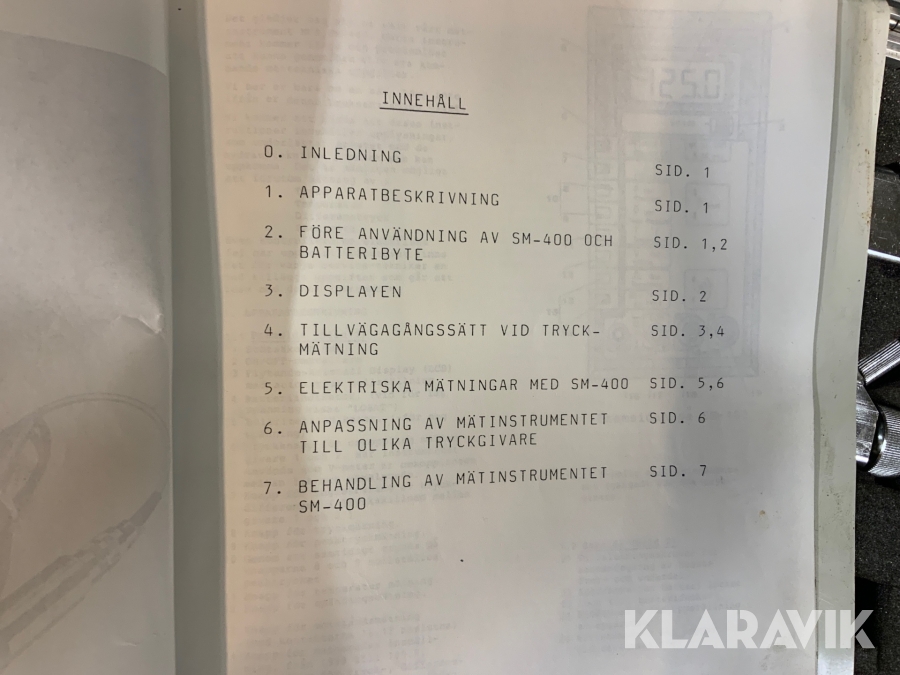 INNEHÅLL
0. INLEDNING SID. 1
1. APPARATBESKRIVNING SID. 1
2. FÖRE ANVÄNDNING AV SM-400 OCH SID. 1,2
BATTERIBYTE
3. DISPLAYEN SID. 2
4. TILLVÄGAGÅNGSSÄTT VID TRYCK- SID. 3,4
MÄTNING
5. ELEKTRISKA MÄTNINGAR MED SM-400 SID. 5,6
6. ANPASSNING AV MÄTINSTRUMENTET SID. 6
TILL OLIKA TRYCKGIVARE
7. BEHANDLING AV MÄTINSTRUMENTET SID. 7
SM-400
KLARAVIK